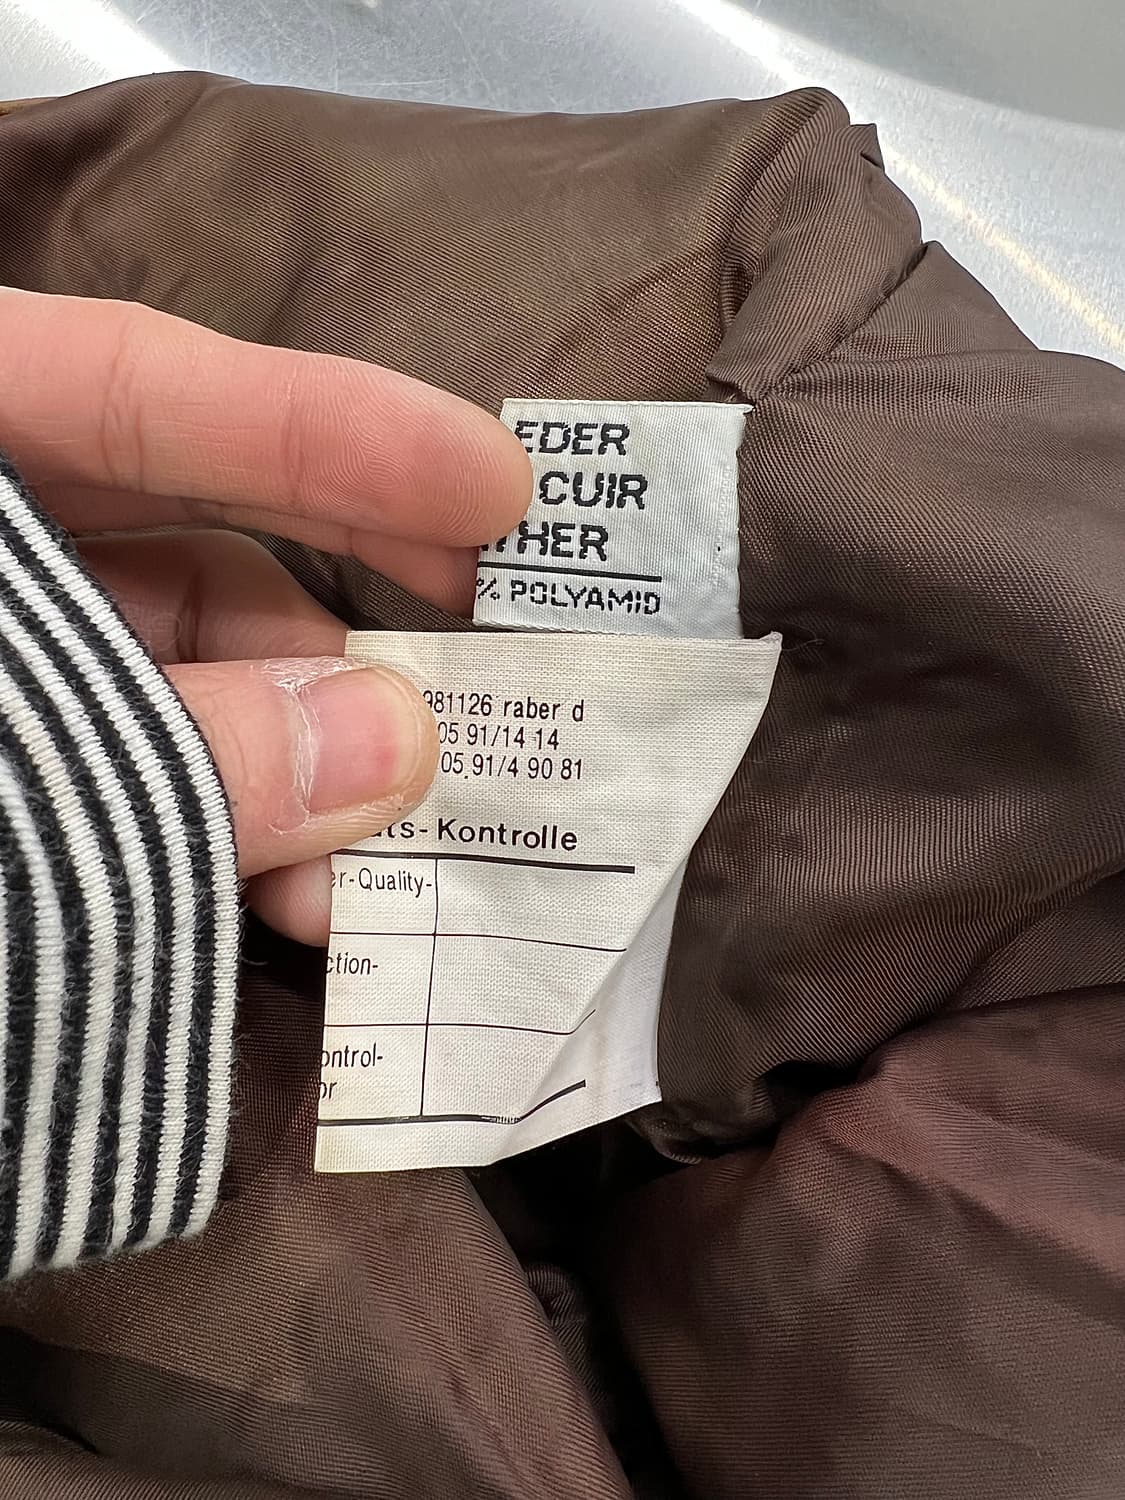 EDER
CUIR
THER
% POLYAMID
981126 raber d
05 91/14 14
05.91/4 90 81
ts-Kontrolle
er-Quality-
ction-
ontrol-
or